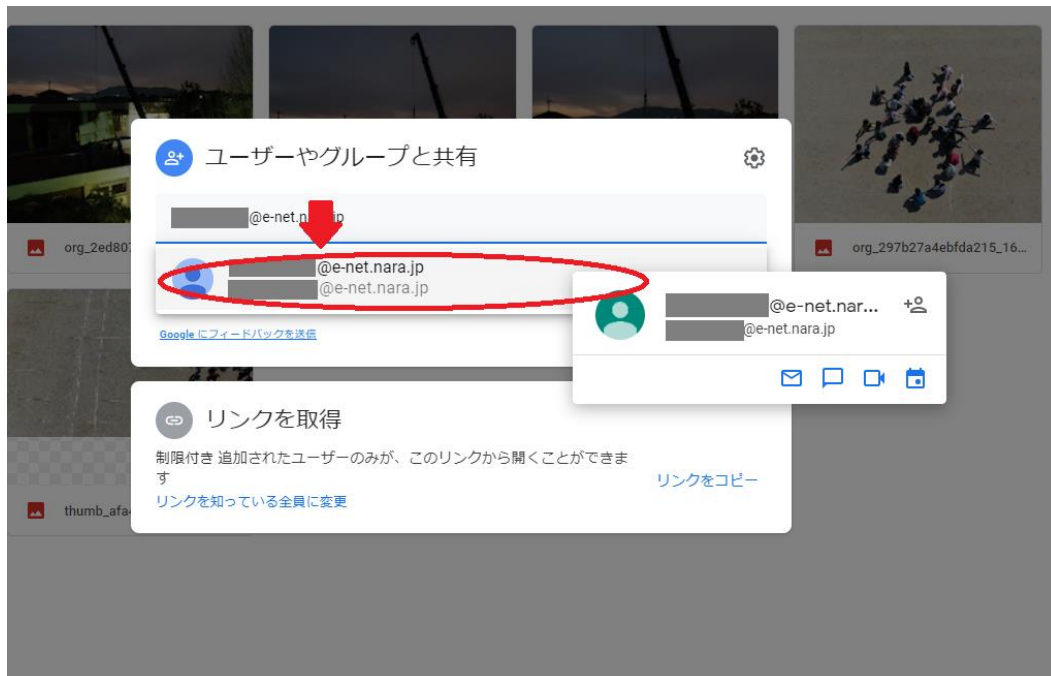 ユーザーやグループと共有
@e-net.nara.jp
@e-net.nara.jp
@e-net.nara.jp
Google にフィードバックを送信
@e-net.nar...
@e-net.nara.jp
org_2ed807
org_297b27a4ebfda215_16...
リンクを取得
制限付き 追加されたユーザーのみが、このリンクから開くことができま
す
リンクをコピー
リンクを知っている全員に変更
thumb_afa4